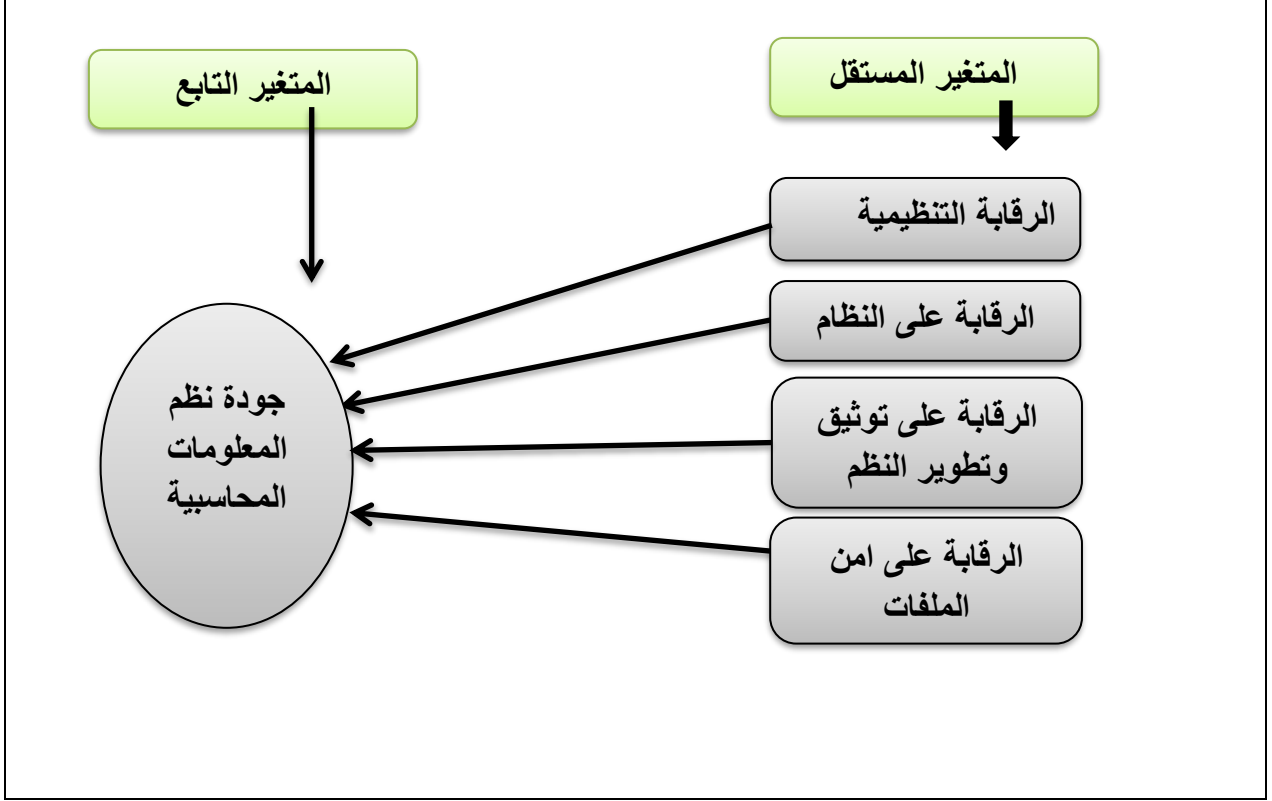 المتغير المستقل
المتغير التابع
الرقابة التنظيمية
الرقابة على النظام
الرقابة على توثيق
وتطوير النظم
الرقابة على امن
الملفات
جودة نظم
المعلومات
المحاسبية